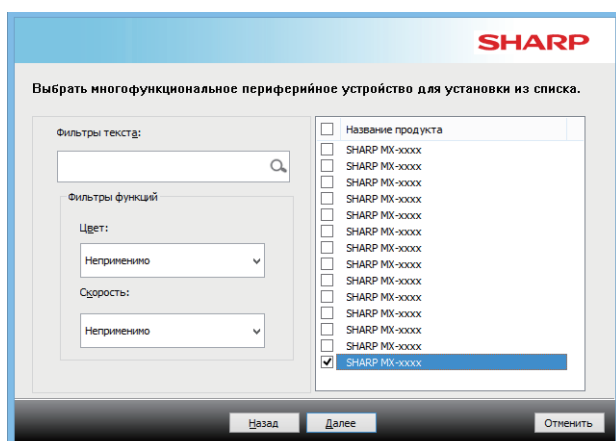 SHARP
Выбрать многофункциональное периферийное устройство для установки из списка.
Фильтры текста:
Фильтры функций
Цвет:
Неприменимо
Скорость:
Неприменимо
Название продукта
SHARP MX-xxxx
SHARP MX-xxxx
SHARP MX-xxxx
SHARP MX-xxxx
SHARP MX-xxxx
SHARP MX-xxxx
SHARP MX-xxxx
SHARP MX-xxxx
SHARP MX-xxxx
SHARP MX-xxxx
SHARP MX-xxxx
SHARP MX-xxxx
SHARP MX-xxxx
SHARP MX-xxxx
Назад
Далее
Отменить